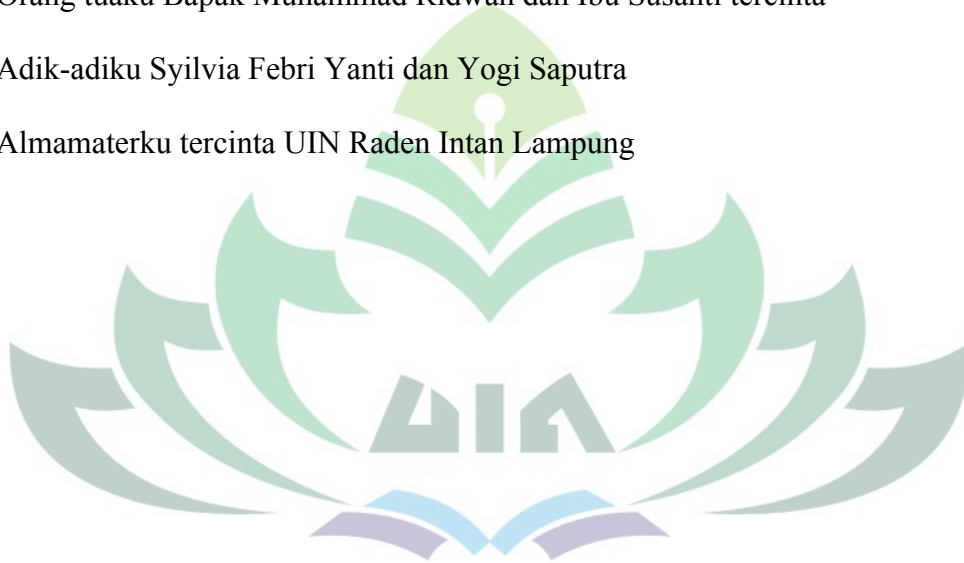 Orang tuaku Bapak Muhammad Ridwan dan Ibu Susanti tercinta
Adik-adiku Syilvia Febri Yanti dan Yogi Saputra
Almamaterku tercinta UIN Raden Intan Lampung
UIN